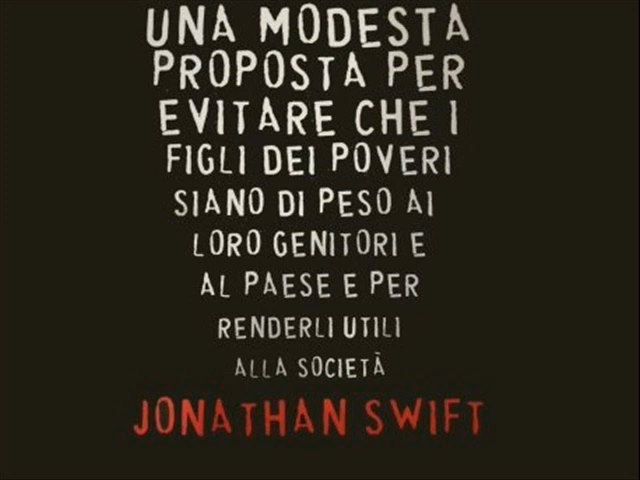 UNA MODESTA
PROPOSTA PER
EVITARE CHE I
FIGLI DEI POVERI
SIANO DI PESO AI
LORO GENITORI E
AL PAESE E PER
RENDERLI UTILI
ALLA SOCIETÀ
JONATHAN SWIFT